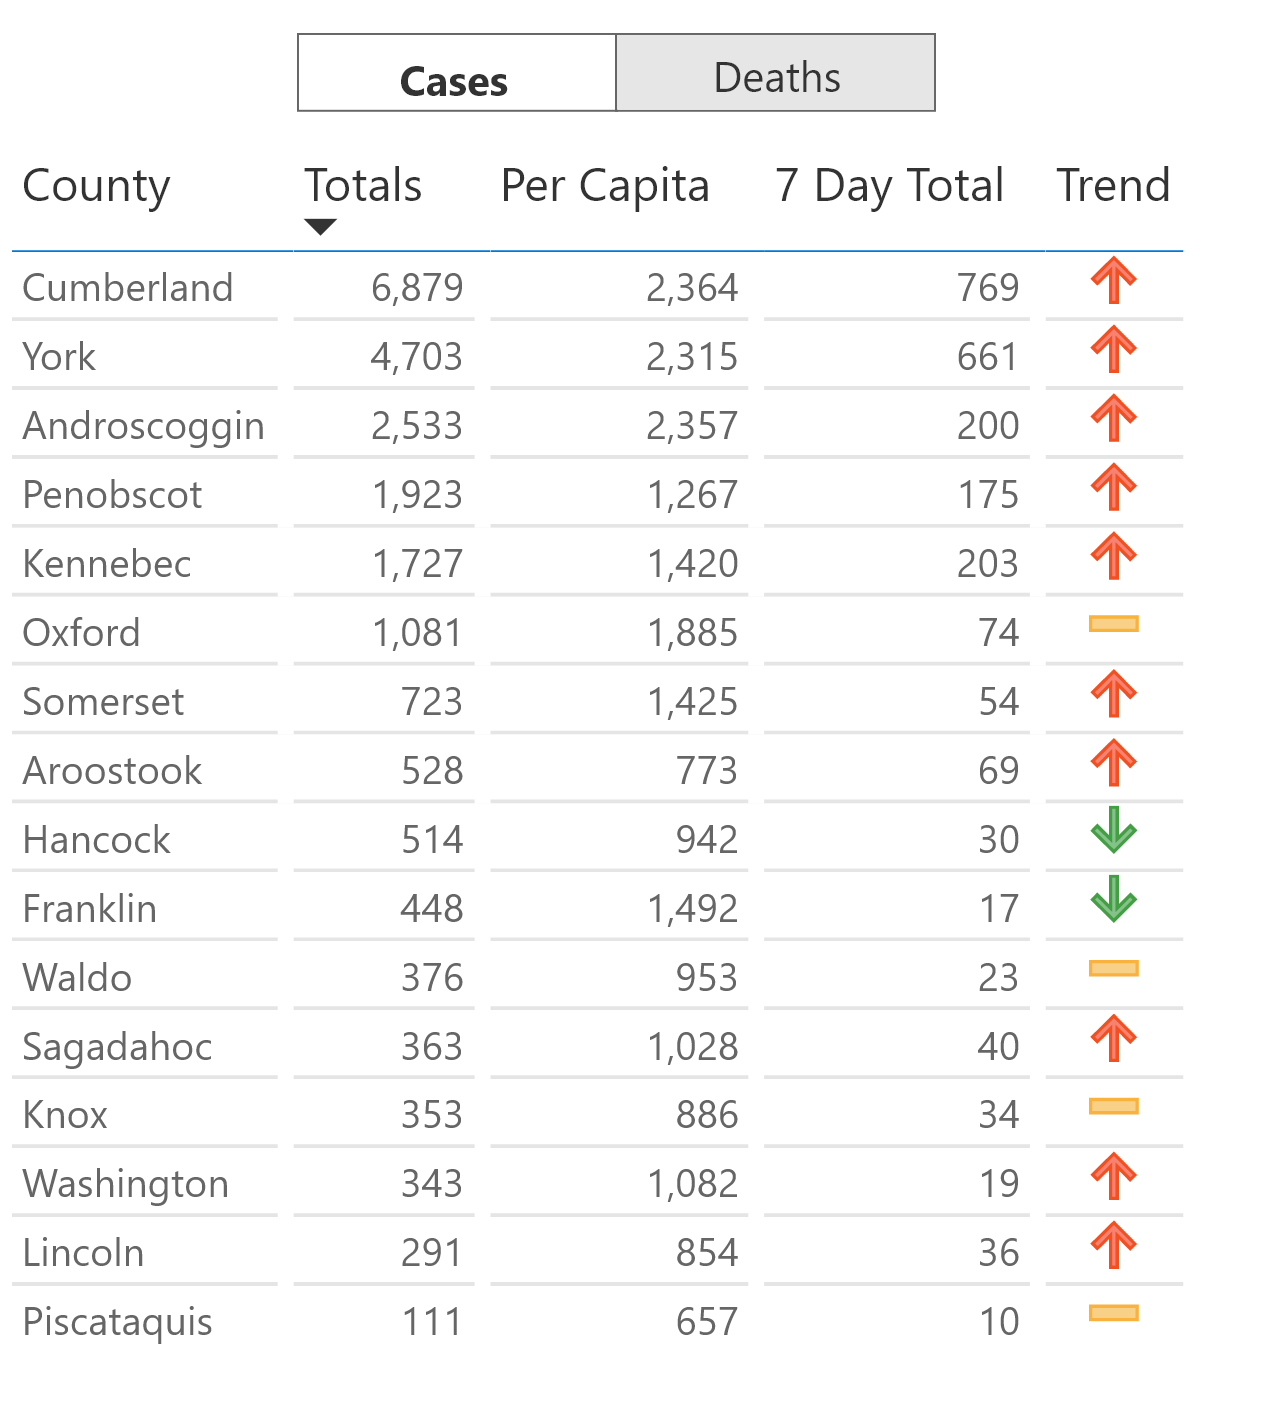 Cases Deaths
County Totals Per Capita 7 Day Total Trend
Cumberland 6,879 2,364 769
York 4,703 2,315 661
Androscoggin 2,533 2,357 200
Penobscot 1,923 1,267 175
Kennebec 1,727 1,420 203
Oxford 1,081 1,885 74
Somerset 723 1,425 54
Aroostook 528 773 69
Hancock 514 942 30
Franklin 448 1,492 17
Waldo 376 953 23
Sagadahoc 363 1,028 40
Knox 353 886 34
Washington 343 1,082 19
Lincoln 291 854 36
Piscataquis 111 657 10